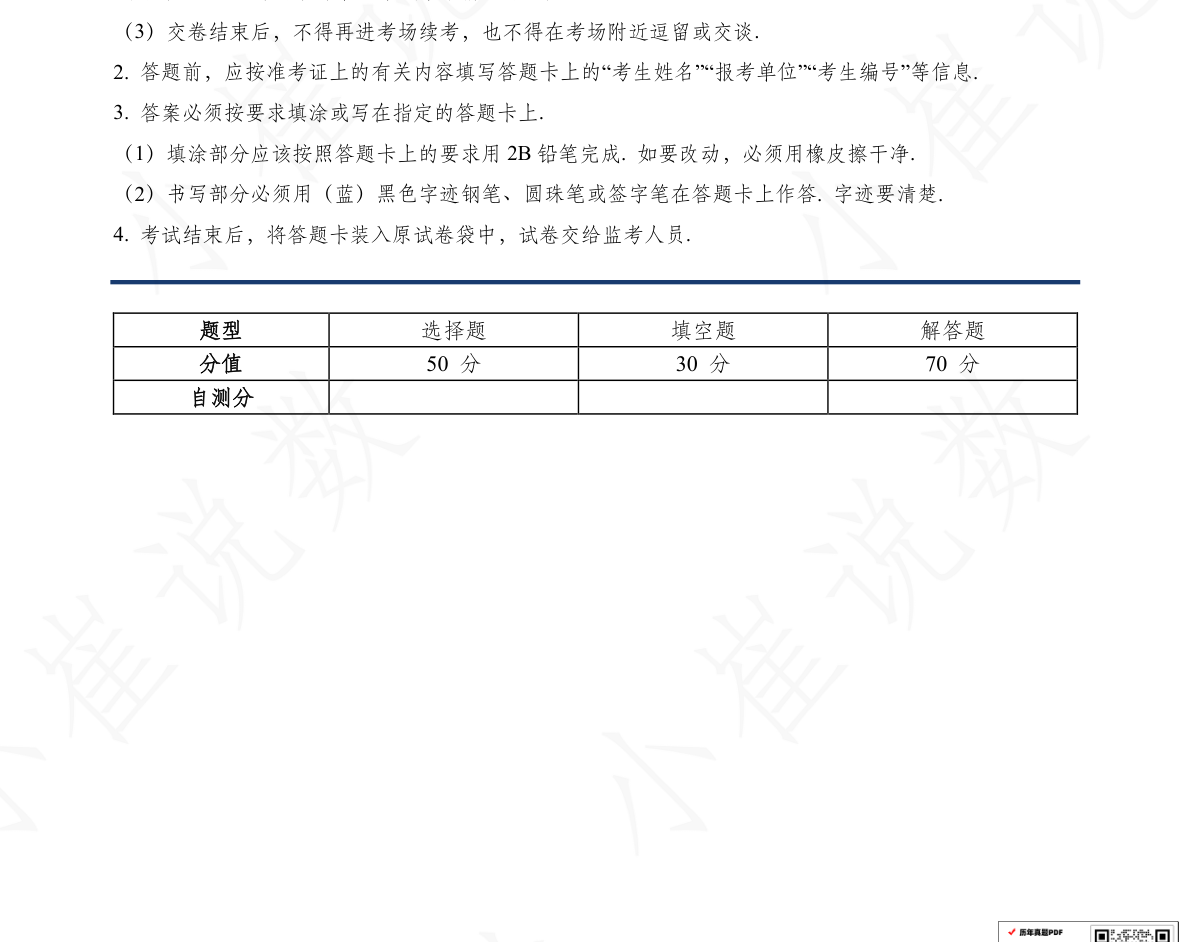 （3）交卷结束后，不得再进考场续考，也不得在考场附近逗留或交谈.
2. 答题前，应按准考证上的有关内容填写答题卡上的“考生姓名”“报考单位”“考生编号”等信息.
3. 答案必须按要求填涂或写在指定的答题卡上.
（1）填涂部分应该按照答题卡上的要求用 2B 铅笔完成. 如要改动，必须用橡皮擦干净.
（2）书写部分必须用（蓝）黑色字迹钢笔、圆珠笔或签字笔在答题卡上作答. 字迹要清楚.
4. 考试结束后，将答题卡装入原试卷袋中，试卷交给监考人员.
题型 选择题 填空题 解答题
分值 50 分 30 分 70 分
自测分
小崔说数
小崔说数
历年真题PDF